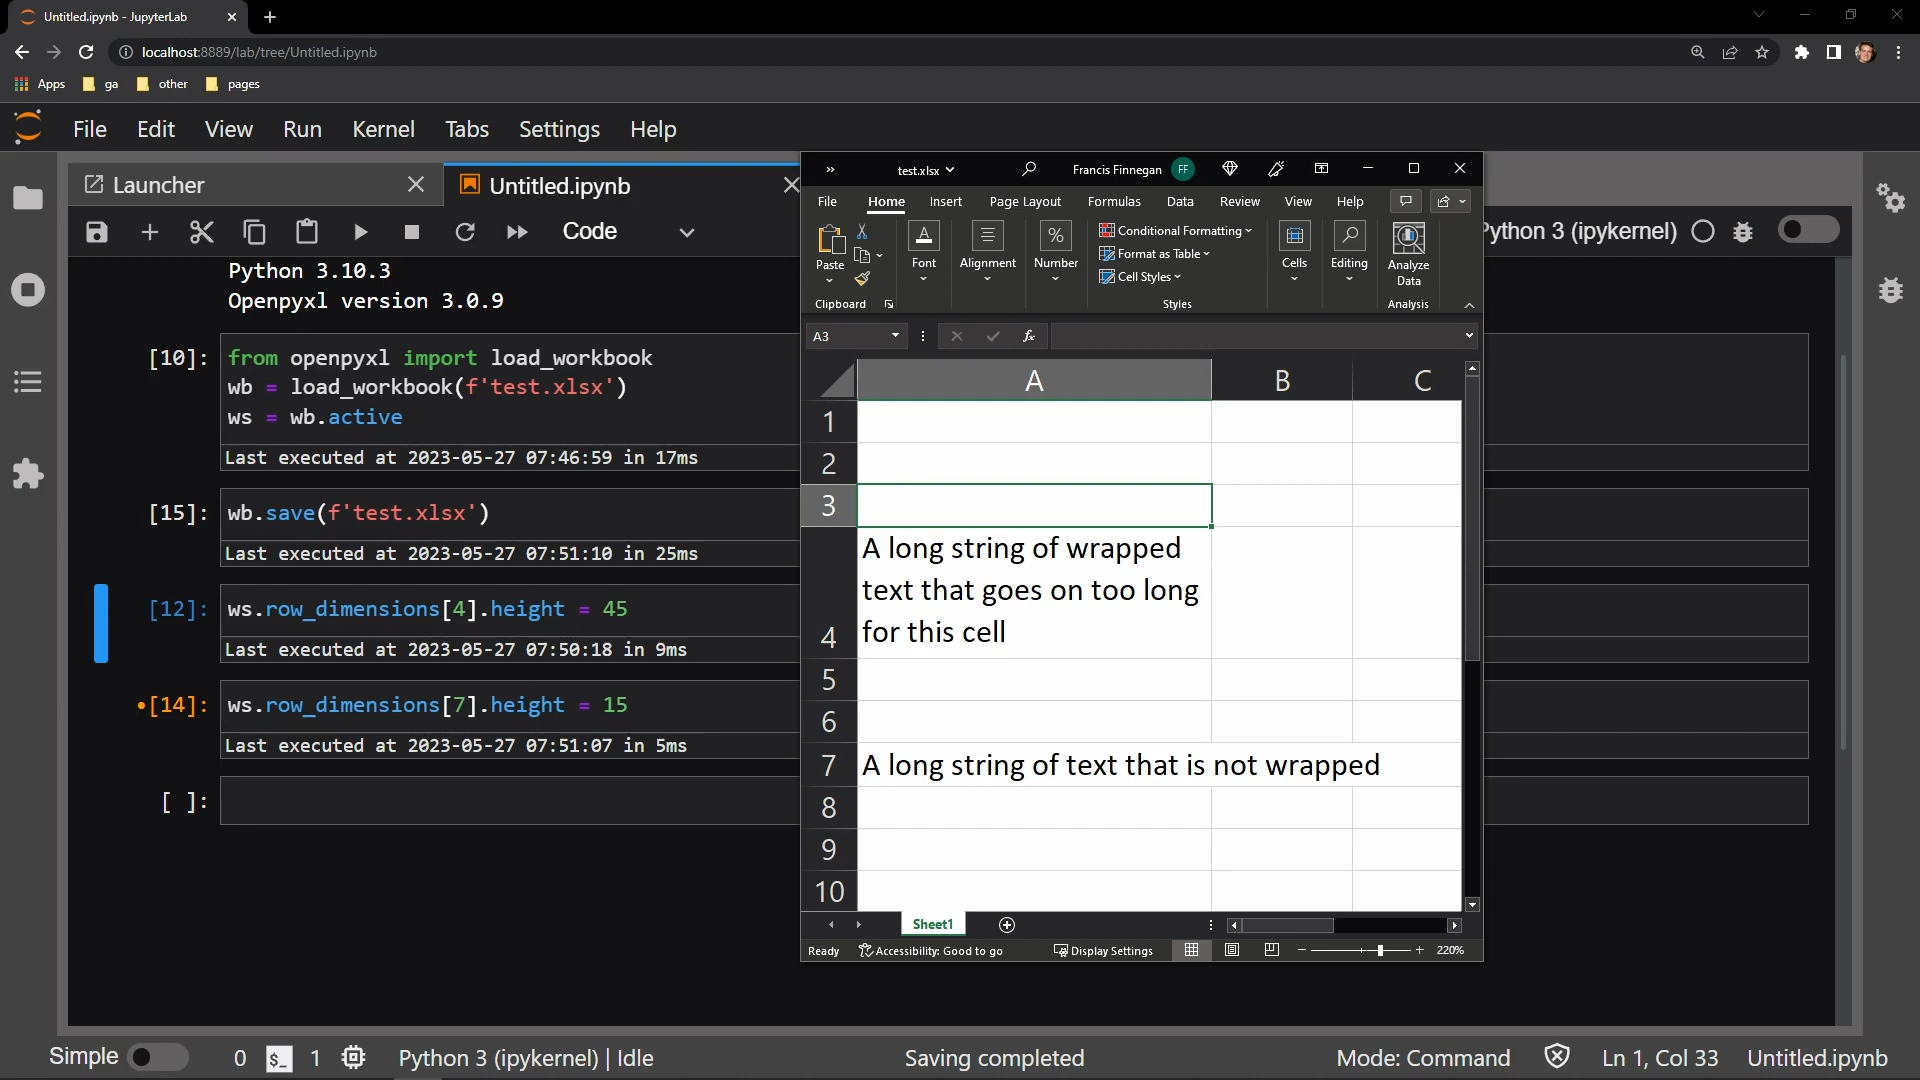 Untitled.ipynb - JupyterLab
localhost:8889/lab/tree/Untitled.ipynb
Apps
ga
other
pages
File Edit View Run Kernel Tabs Settings Help
Launcher
Untitled.ipynb
Code
Python 3 (ipykernel)
Python 3.10.3
Openpyxl version 3.0.9
[10]:
from openpyxl import load_workbook
wb = load_workbook(f'test.xlsx')
ws = wb.active
Last executed at 2023-05-27 07:46:59 in 17ms
[15]:
wb.save(f'test.xlsx')
Last executed at 2023-05-27 07:51:10 in 25ms
[12]:
ws.row_dimensions[4].height = 45
Last executed at 2023-05-27 07:50:18 in 9ms
•[14]:
ws.row_dimensions[7].height = 15
Last executed at 2023-05-27 07:51:07 in 5ms
[ ]:
test.xlsx
Francis Finnegan
FF
File Home Insert Page Layout Formulas Data Review View Help
Paste
Clipboard
Font
Alignment
%
Number
Conditional Formatting
Format as Table
Cell Styles
Styles
Cells
Editing
Analyze
Data
Analysis
A3
fx
A B C
1
2
3
A long string of wrapped
text that goes on too long
4 for this cell
5
6
7 A long string of text that is not wrapped
8
9
10
Sheet1
Ready
Accessibility: Good to go
Display Settings
220%
Simple
0
$_
1
Python 3 (ipykernel) | Idle
Saving completed
Mode: Command
Ln 1, Col 33
Untitled.ipynb